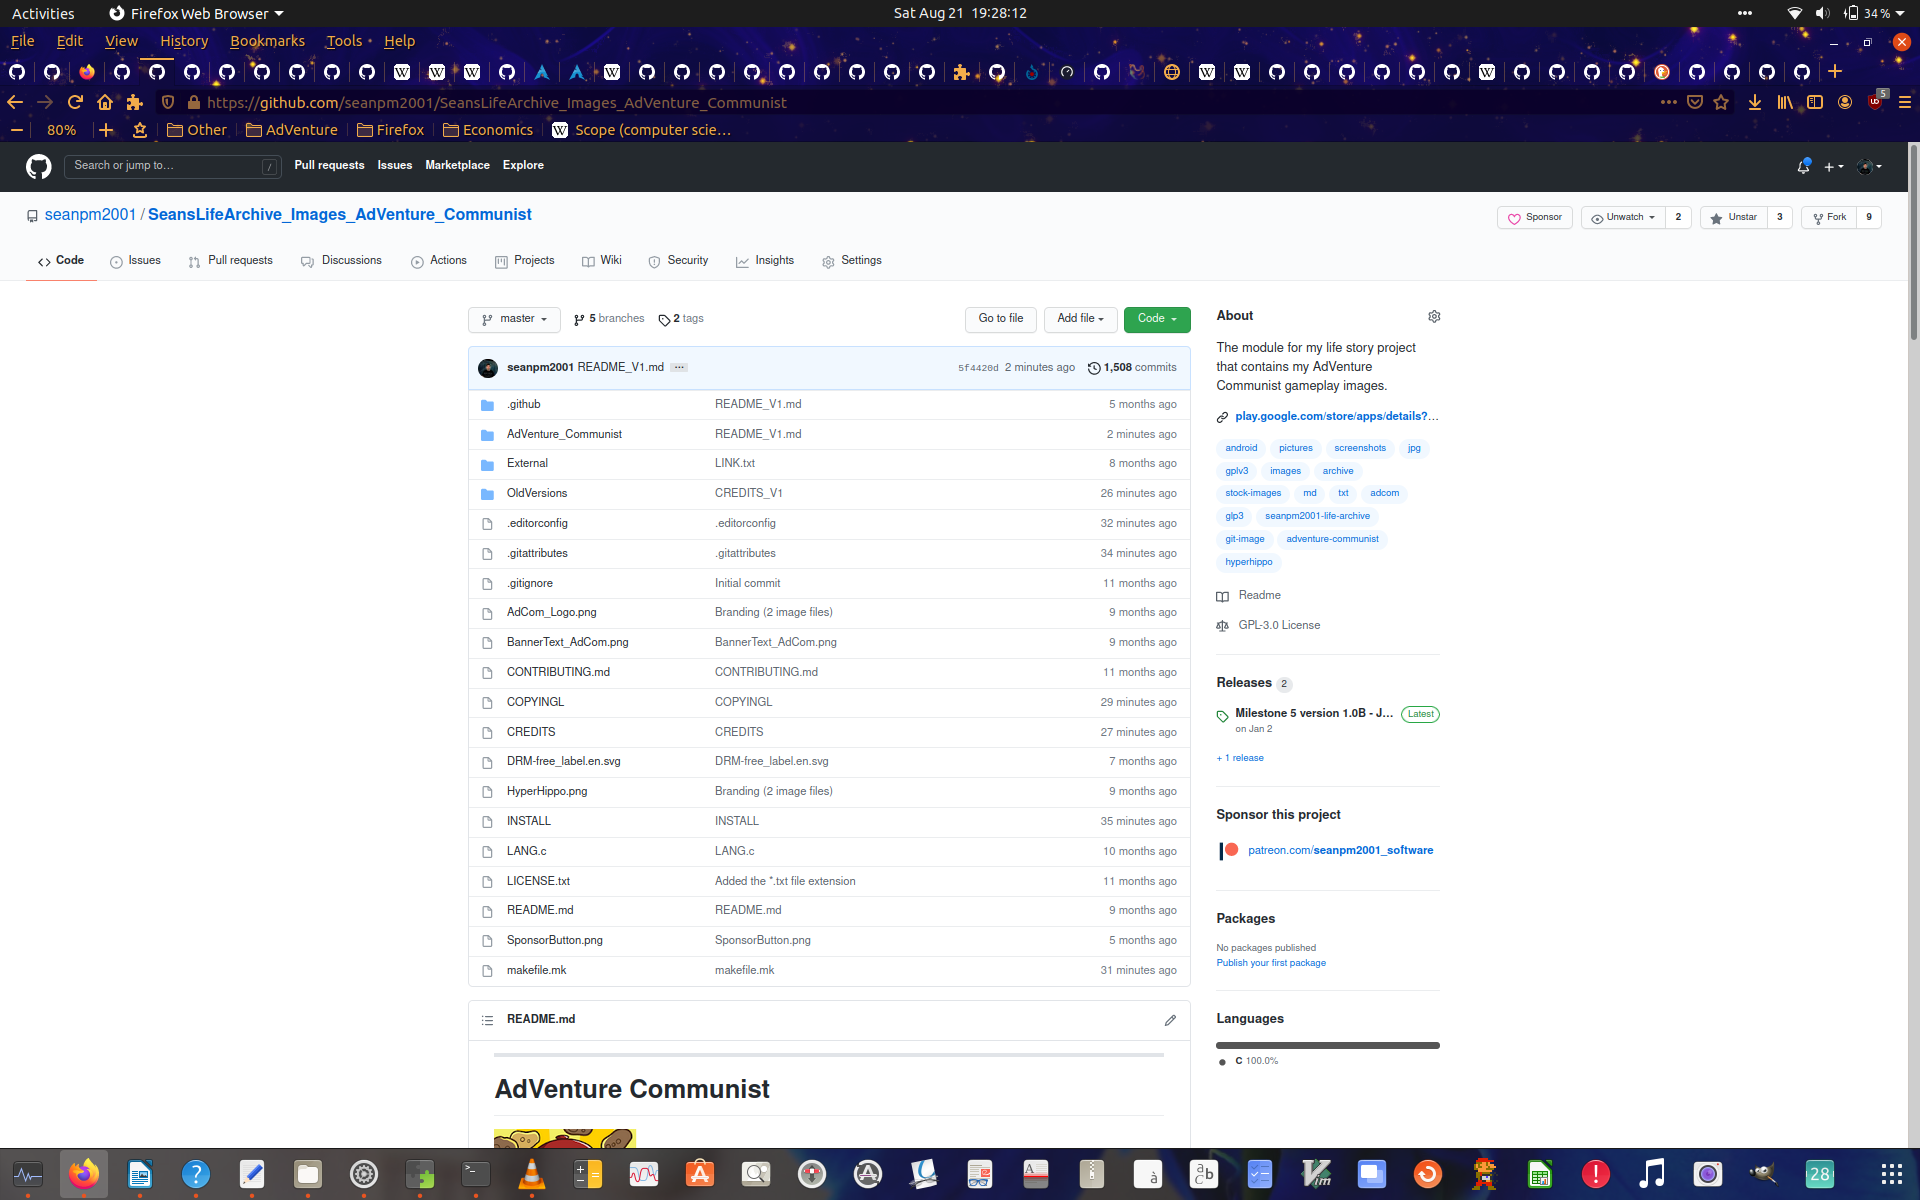 Activities Firefox Web Browser Sat Aug 21 19:28:12 34 %
File Edit View History Bookmarks Tools Help
https://github.com/seanpm2001/SeansLifeArchive_Images_AdVenture_Communist 5
80% Other AdVenture Firefox Economics Scope (computer scie…
Search or jump to… / Pull requests Issues Marketplace Explore
seanpm2001 / SeansLifeArchive_Images_AdVenture_Communist Sponsor Unwatch 2 Unstar 3 Fork 9
Code Issues Pull requests Discussions Actions Projects Wiki Security Insights Settings
master 5 branches 2 tags Go to file Add file Code
seanpm2001 README_V1.md ... 5f4420d 2 minutes ago 1,508 commits
.github README_V1.md 5 months ago
AdVenture_Communist README_V1.md 2 minutes ago
External LINK.txt 8 months ago
OldVersions CREDITS_V1 26 minutes ago
.editorconfig .editorconfig 32 minutes ago
.gitattributes .gitattributes 34 minutes ago
.gitignore Initial commit 11 months ago
AdCom_Logo.png Branding (2 image files) 9 months ago
BannerText_AdCom.png BannerText_AdCom.png 9 months ago
CONTRIBUTING.md CONTRIBUTING.md 11 months ago
COPYINGL COPYINGL 29 minutes ago
CREDITS CREDITS 27 minutes ago
DRM-free_label.en.svg DRM-free_label.en.svg 7 months ago
HyperHippo.png Branding (2 image files) 9 months ago
INSTALL INSTALL 35 minutes ago
LANG.c LANG.c 10 months ago
LICENSE.txt Added the *.txt file extension 11 months ago
README.md README.md 9 months ago
SponsorButton.png SponsorButton.png 5 months ago
makefile.mk makefile.mk 31 minutes ago
README.md
AdVenture Communist
About
The module for my life story project
that contains my AdVenture
Communist gameplay images.
play.google.com/store/apps/details?…
android pictures screenshots jpg
gplv3 images archive
stock-images md txt adcom
glp3 seanpm2001-life-archive
git-image adventure-communist
hyperhippo
Readme
GPL-3.0 License
Releases 2
Milestone 5 version 1.0B - J… Latest
on Jan 2
+ 1 release
Sponsor this project
patreon.com/seanpm2001_software
Packages
No packages published
Publish your first package
Languages
C 100.0%
28